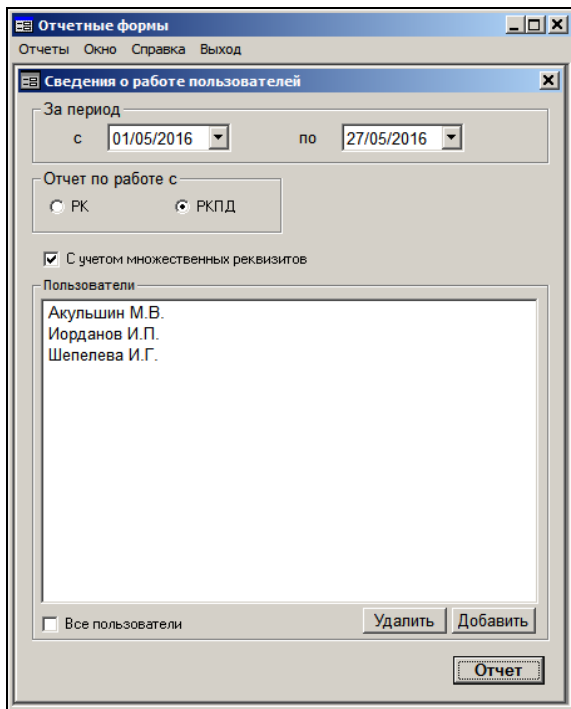 Отчетные формы
Отчеты Окно Справка Выход
Сведения о работе пользователей
За период
с 01/05/2016 по 27/05/2016
Отчет по работе с
РК РКПД
С учетом множественных реквизитов
Пользователи
Акульшин М.В.
Иорданов И.П.
Шепелева И.Г.
Все пользователи Удалить Добавить
Отчет